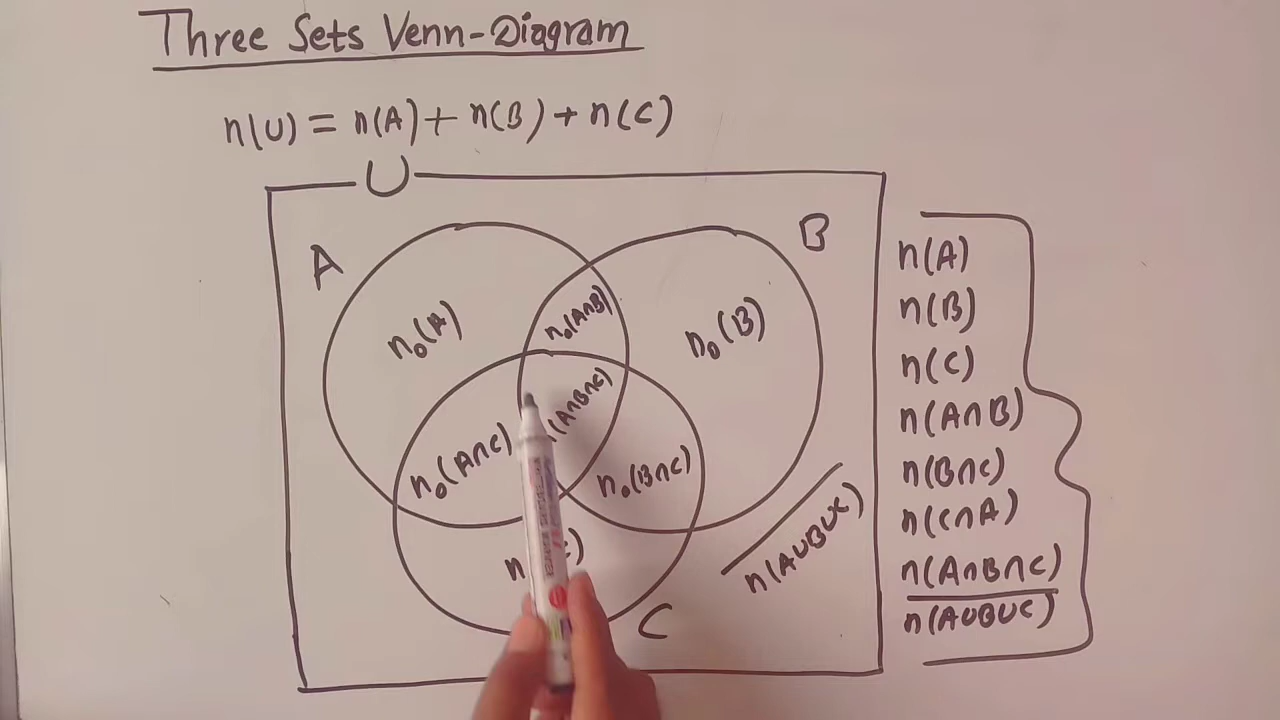 Three Sets Venn-Diagram
n(U) = n(A) + n(B) + n(C)
U
A
B
n₀(A)
n₀(A∩B)
n₀(B)
n₀(A∩C)
(A∩B∩C)
n₀(B∩C)
n
C
n(A∪B∪C)
n(A)
n(B)
n(C)
n(A∩B)
n(B∩C)
n(C∩A)
n(A∩B∩C)
n(A∪B∪C)